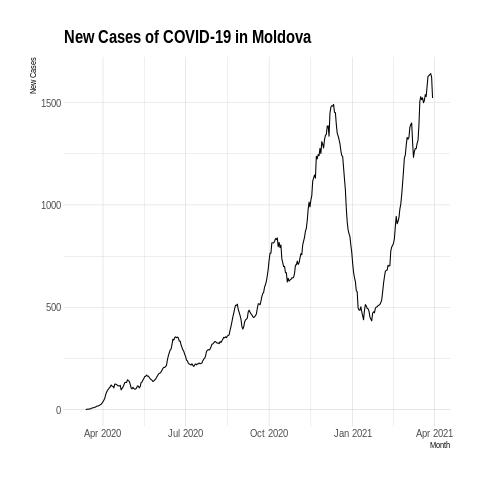 New Cases of COVID-19 in Moldova
New Cases
1500
1000
500
0
Apr 2020
Jul 2020
Oct 2020
Jan 2021
Apr 2021
Month